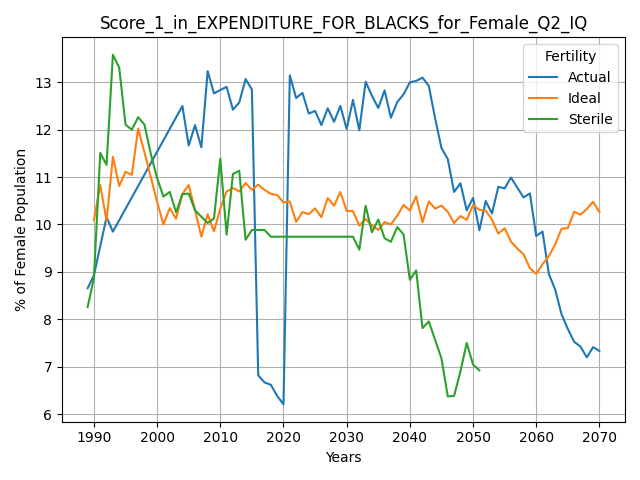 Score_1_in_EXPENDITURE_FOR_BLACKS_for_Female_Q2_IQ
Fertility
Actual
Ideal
Sterile
% of Female Population
13
12
11
10
9
8
7
6
1990 2000 2010 2020 2030 2040 2050 2060 2070
Years